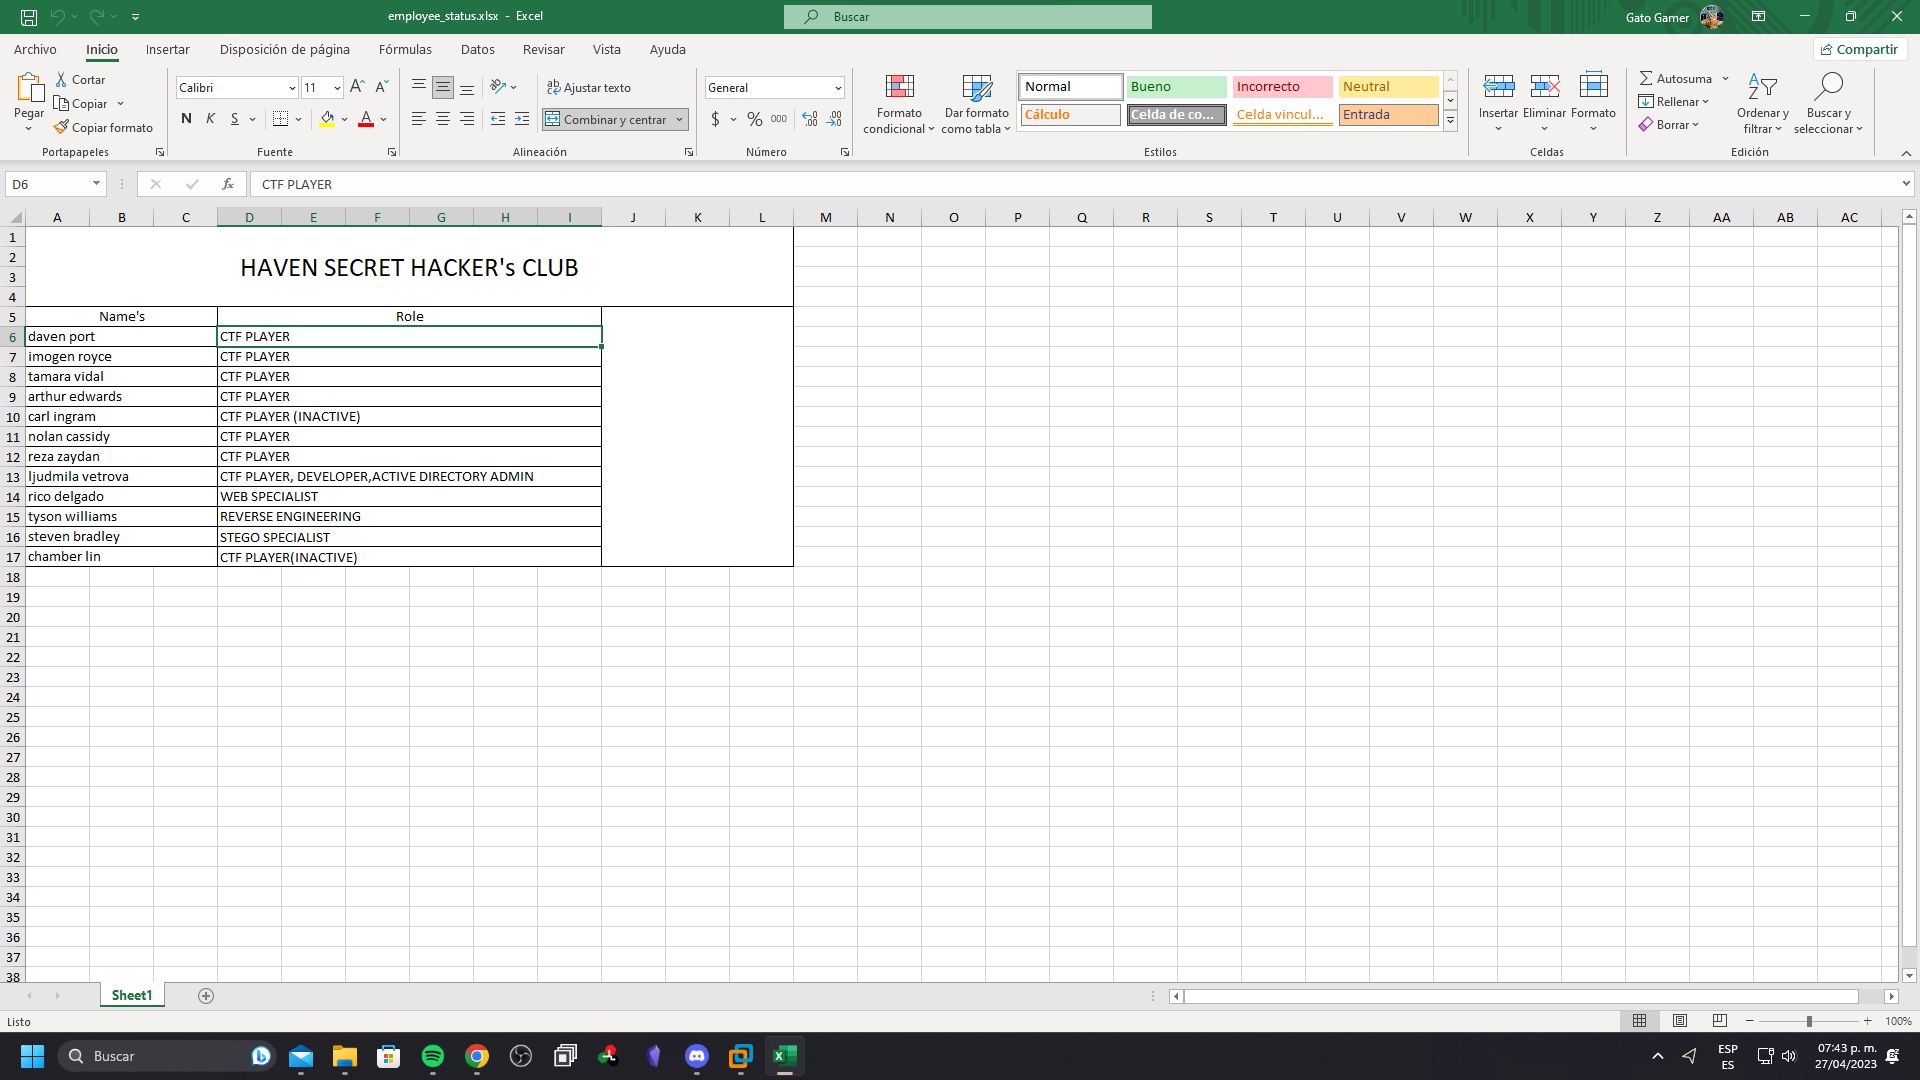 employee_status.xlsx - Excel
Buscar
Gato Gamer
Archivo Inicio Insertar Disposición de página Fórmulas Datos Revisar Vista Ayuda Compartir
Pegar
Cortar
Copiar
Copiar formato
Portapapeles
Calibri 11
N K S
Fuente
Ajustar texto
Combinar y centrar
Alineación
General
$ % 000
Número
Formato condicional
Dar formato como tabla
Normal Bueno Incorrecto Neutral
Cálculo Celda de co... Celda vincul... Entrada
Estilos
Insertar Eliminar Formato
Celdas
Autosuma
Rellenar
Borrar
Ordenar y filtrar
Buscar y seleccionar
Edición
D6 fx CTF PLAYER
A B C D E F G H I J K L M N O P Q R S T U V W X Y Z AA AB AC
1
2
3
4
HAVEN SECRET HACKER's CLUB
5 Name's Role
6 daven port CTF PLAYER
7 imogen royce CTF PLAYER
8 tamara vidal CTF PLAYER
9 arthur edwards CTF PLAYER
10 carl ingram CTF PLAYER (INACTIVE)
11 nolan cassidy CTF PLAYER
12 reza zaydan CTF PLAYER
13 ljudmila vetrova CTF PLAYER, DEVELOPER,ACTIVE DIRECTORY ADMIN
14 rico delgado WEB SPECIALIST
15 tyson williams REVERSE ENGINEERING
16 steven bradley STEGO SPECIALIST
17 chamber lin CTF PLAYER(INACTIVE)
18
19
20
21
22
23
24
25
26
27
28
29
30
31
32
33
34
35
36
37
38
Sheet1
Listo
100%
Buscar
ESP
ES
07:43 p. m.
27/04/2023